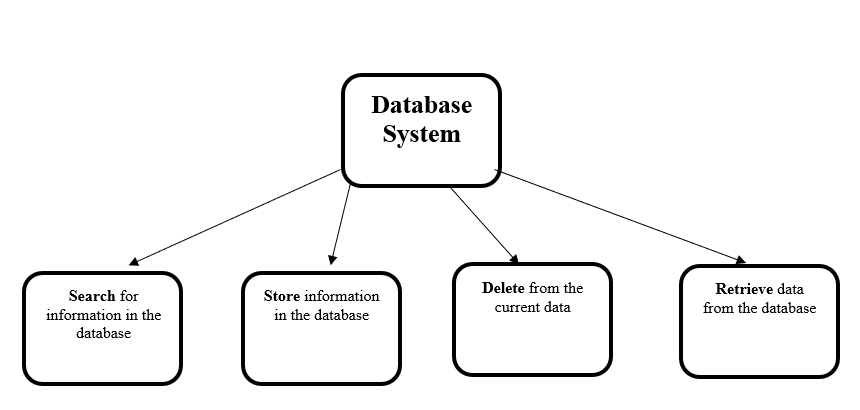 Database
System
Search for
information in the
database
Store information
in the database
Delete from the
current data
Retrieve data
from the database